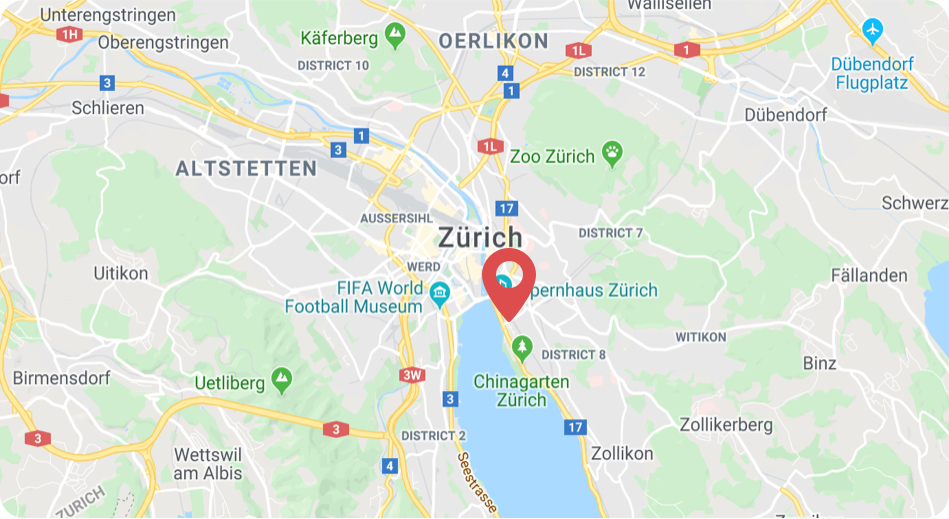 Unterengstringen
1H
Oberengstringen
Käferberg
DISTRICT 10
OERLIKON
1L
DISTRICT 12
1
Wallisellen
Dübendorf
Flugplatz
3
Schlieren
4
1
Dübendorf
1
3
1L
Zoo Zürich
ALTSTETTEN
orf
17
AUSSERSIHL
Zürich
DISTRICT 7
Schwerz
Uitikon
WERD
FIFA World
Football Museum
pernhaus Zürich
Fällanden
WITIKON
DISTRICT 8
Binz
Birmensdorf
Uetliberg
3W
Chinagarten
Zürich
3
3
3
DISTRICT 2
17
Zollikerberg
Wettswil
am Albis
4
Zollikon
Seestrasse
ZURICH